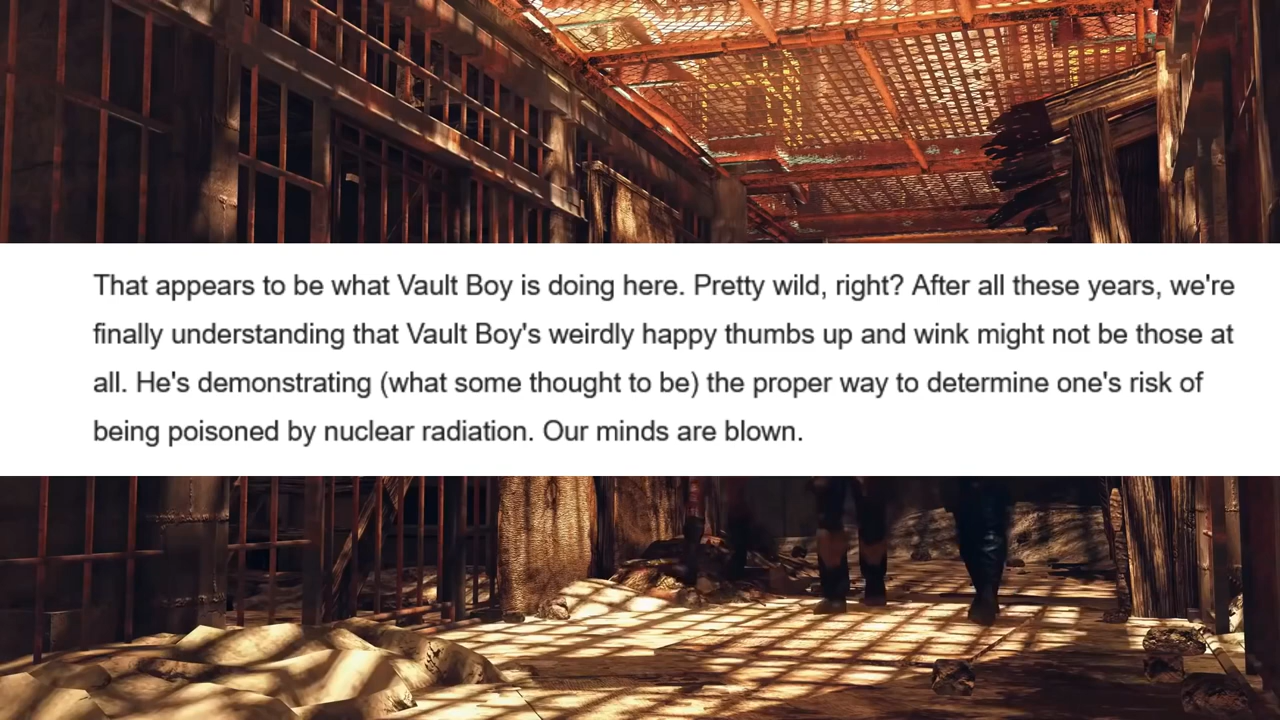 That appears to be what Vault Boy is doing here. Pretty wild, right? After all these years, we're
finally understanding that Vault Boy's weirdly happy thumbs up and wink might not be those at
all. He's demonstrating (what some thought to be) the proper way to determine one's risk of
being poisoned by nuclear radiation. Our minds are blown.